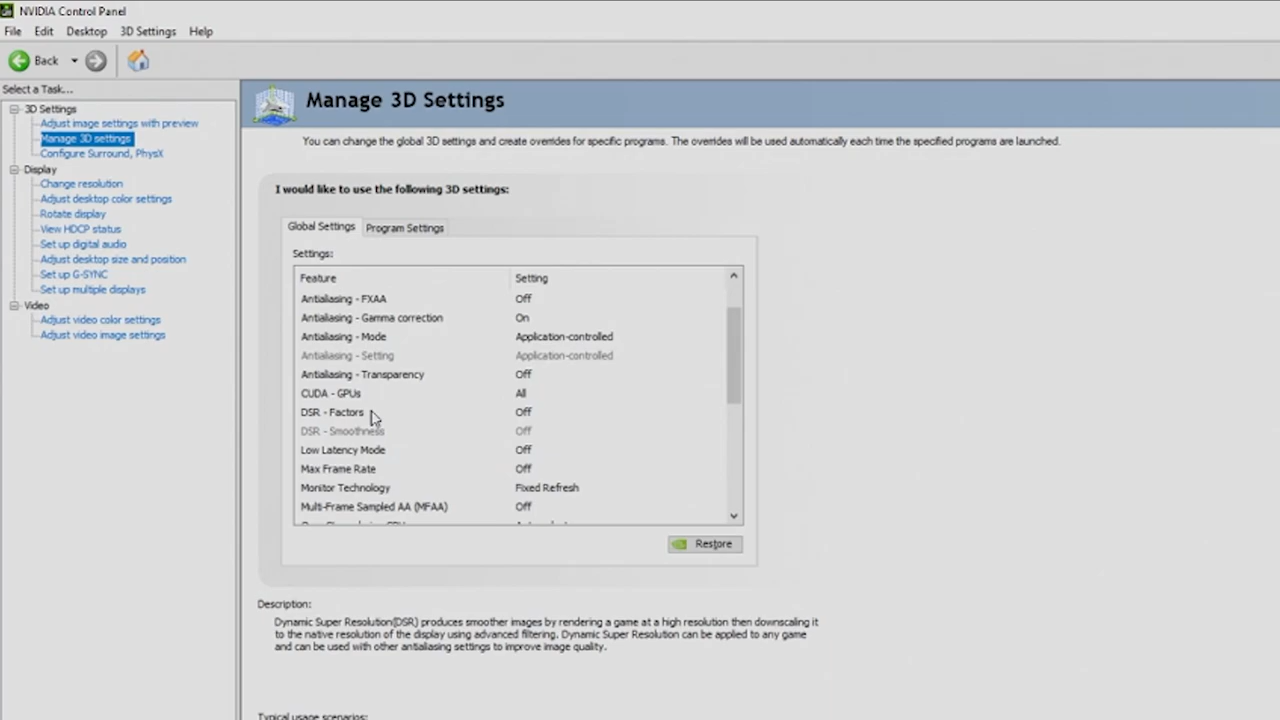 NVIDIA Control Panel
File Edit Desktop 3D Settings Help
Back
Select a Task...
3D Settings
Adjust image settings with preview
Manage 3D settings
Configure Surround, PhysX
Display
Change resolution
Adjust desktop color settings
Rotate display
View HDCP status
Set up digital audio
Adjust desktop size and position
Set up G-SYNC
Set up multiple displays
Video
Adjust video color settings
Adjust video image settings
Manage 3D Settings
You can change the global 3D settings and create overrides for specific programs. The overrides will be used automatically each time the specified programs are launched.
I would like to use the following 3D settings:
Global Settings Program Settings
Settings:
Feature Setting
Antialiasing - FXAA Off
Antialiasing - Gamma correction On
Antialiasing - Mode Application-controlled
Antialiasing - Setting Application-controlled
Antialiasing - Transparency Off
CUDA - GPUs All
DSR - Factors Off
DSR - Smoothness Off
Low Latency Mode Off
Max Frame Rate Off
Monitor Technology Fixed Refresh
Multi-Frame Sampled AA (MFAA) Off
Restore
Description:
Dynamic Super Resolution(DSR) produces smoother images by rendering a game at a high resolution then downscaling it
to the native resolution of the display using advanced filtering. Dynamic Super Resolution can be applied to any game
and can be used with other antialiasing settings to improve image quality.
Typical usage scenarios: